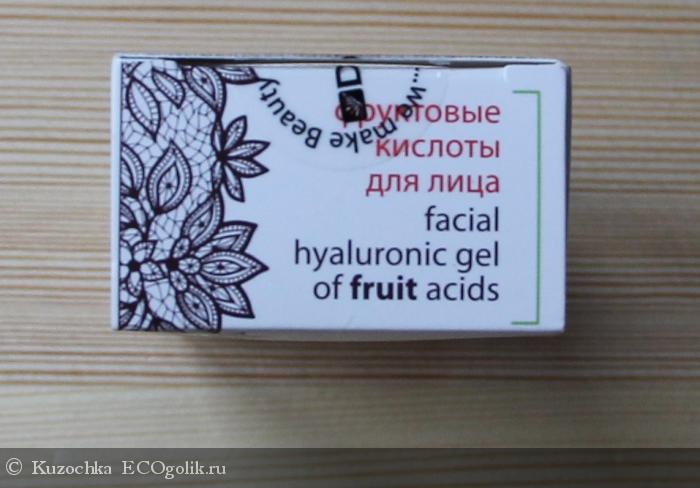 ...we make Beauty
фруктовые
кислоты
для лица
facial
hyaluronic gel
of fruit acids
© Kuzochka ECOgolik.ru